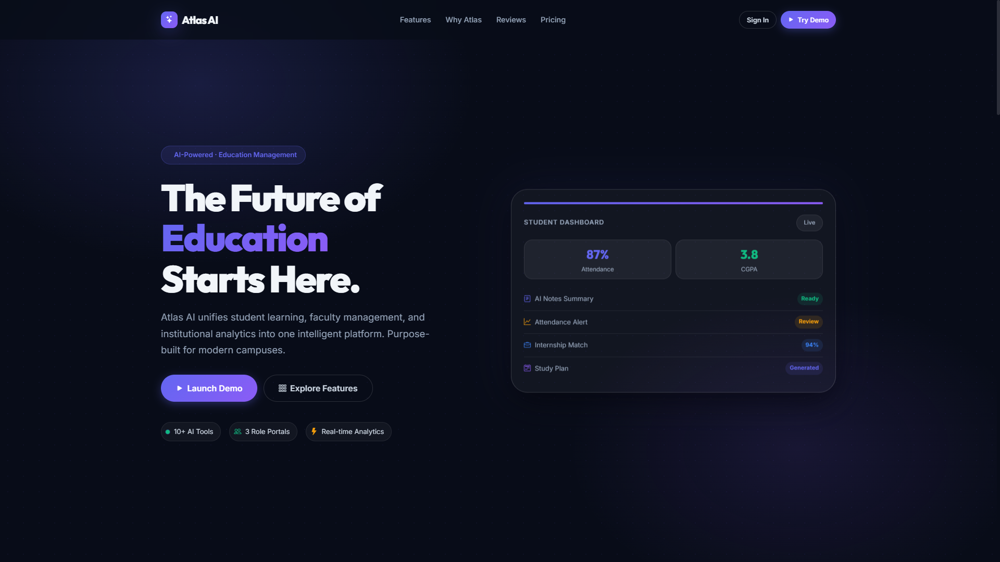 Atlas AI
Features
Why Atlas
Reviews
Pricing
Sign In
Try Demo
AI-Powered · Education Management
The Future of
Education
Starts Here.
Atlas AI unifies student learning, faculty management, and
institutional analytics into one intelligent platform. Purpose-
built for modern campuses.
Launch Demo
Explore Features
10+ AI Tools
3 Role Portals
Real-time Analytics
STUDENT DASHBOARD
Live
87%
Attendance
3.8
CGPA
AI Notes Summary
Ready
Attendance Alert
Review
Internship Match
94%
Study Plan
Generated